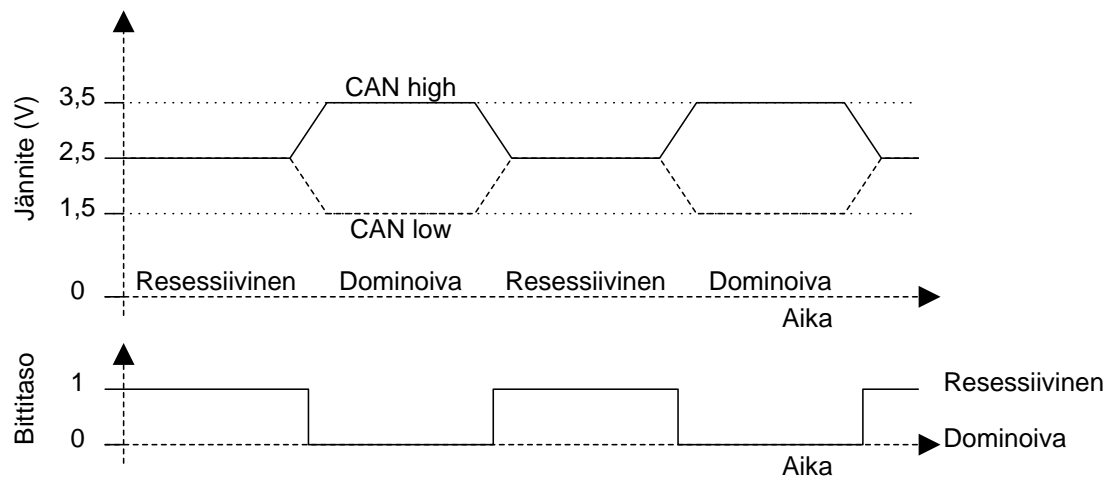 Jännite (V)
3,5
CAN high
2,5
1,5
CAN low
Resessiivinen Dominoiva Resessiivinen Dominoiva
0
Aika
Bittitaso
1
Resessiivinen
0
Dominoiva
Aika